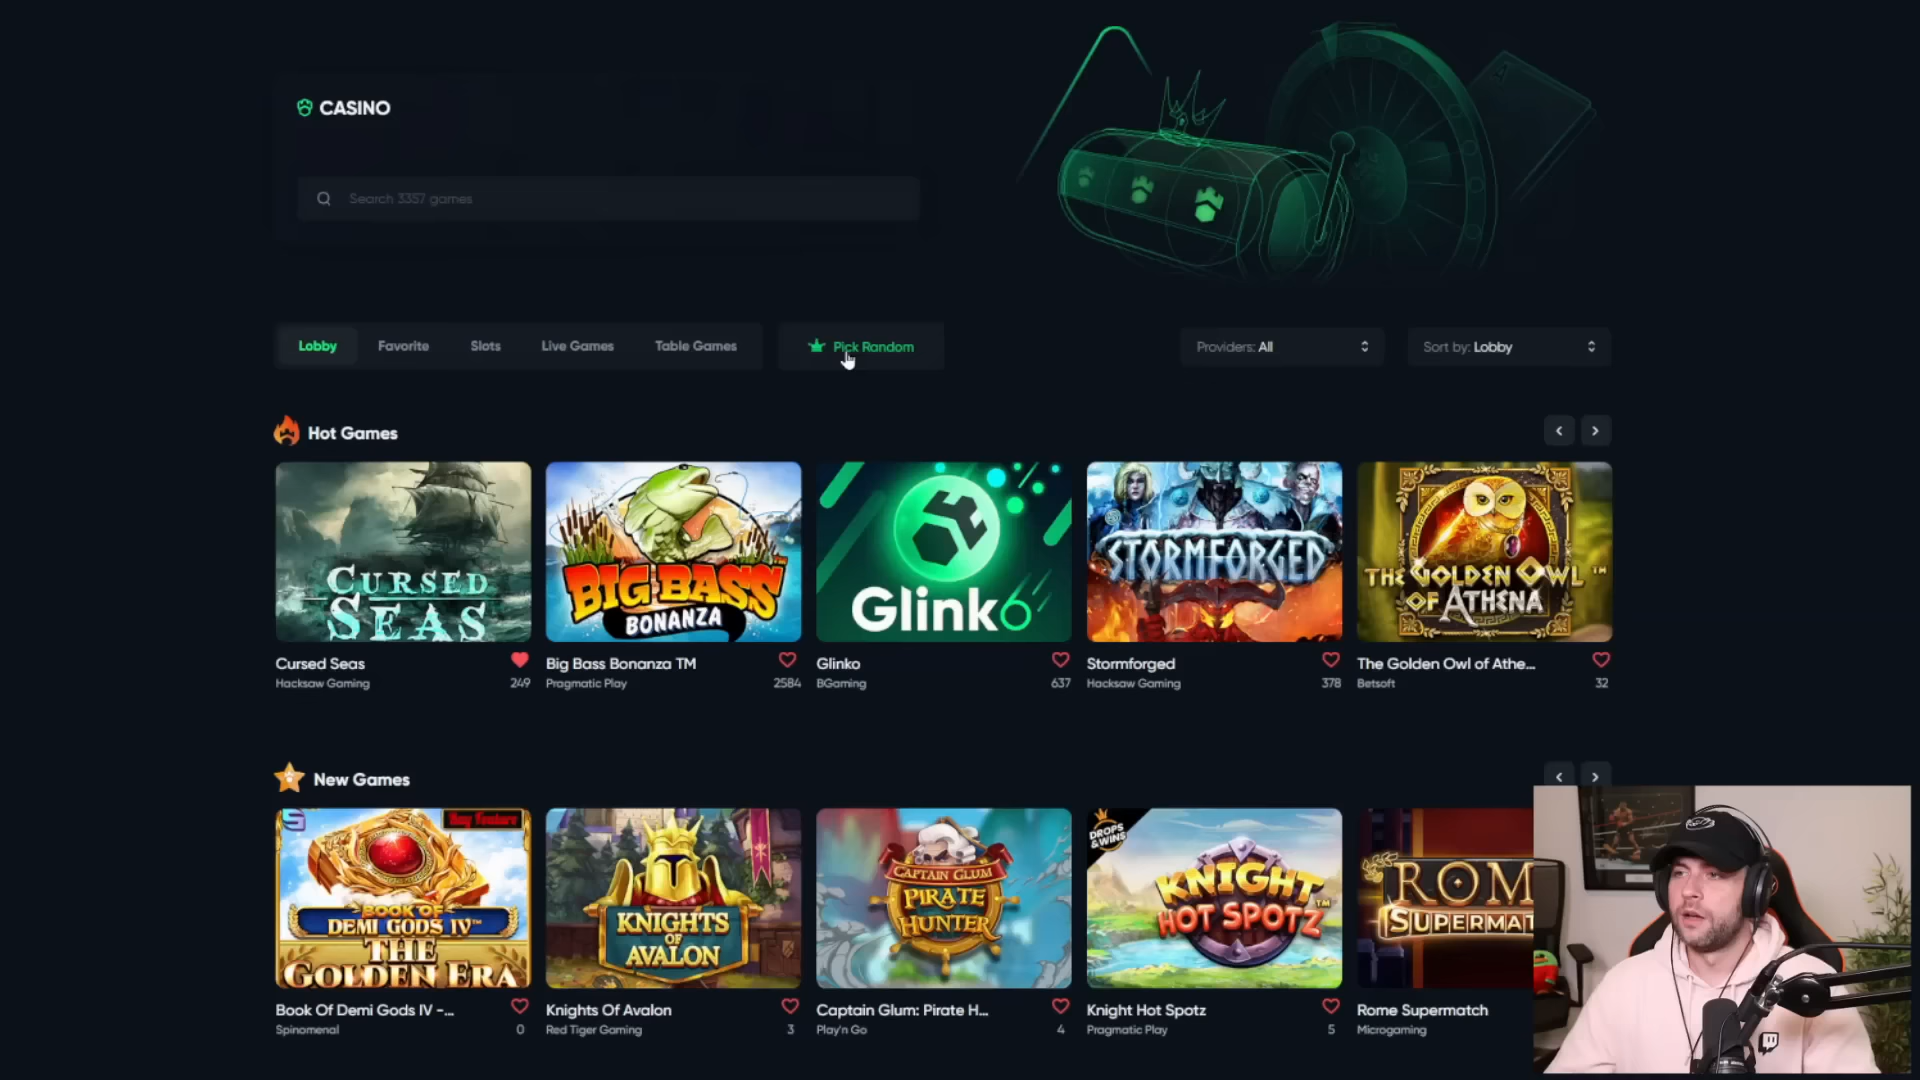 CASINO
Search 3357 games
Lobby
Favorite
Slots
Live Games
Table Games
Pick Random
Providers: All
Sort by: Lobby
Hot Games
CURSED
SEAS
BIG BASS
BONANZA
Glinko
STORMFORGED
THE GOLDEN OWL™
OF ATHENA
Cursed Seas
Hacksaw Gaming
249
Big Bass Bonanza TM
Pragmatic Play
2584
Glinko
BGaming
637
Stormforged
Hacksaw Gaming
378
The Golden Owl of Athe...
Betsoft
32
New Games
Buy Feature
BOOK OF
DEMI GODS IV™
THE
GOLDEN ERA
KNIGHTS
OF
AVALON
CAPTAIN GLUM
PIRATE
HUNTER
DROPS
&WINS
KNIGHT
HOT SPOTZ™
ROM
SUPERMAT
Book Of Demi Gods IV -...
Spinomenal
0
Knights Of Avalon
Red Tiger Gaming
3
Captain Glum: Pirate H...
Play'n Go
4
Knight Hot Spotz
Pragmatic Play
5
Rome Supermatch
Microgaming